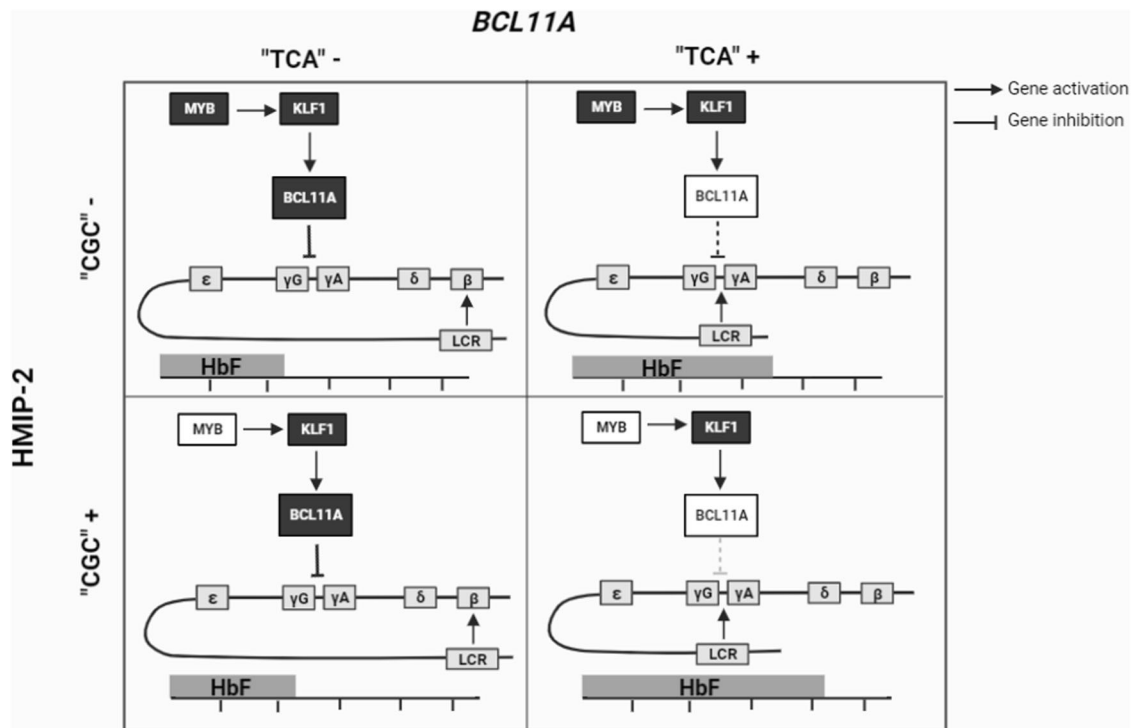 BCL11A
"TCA" -
"TCA" +
Gene activation
Gene inhibition
HMIP-2
"CGC" -
MYB
KLF1
BCL11A
ε
γG
γA
δ
β
LCR
HbF
MYB
KLF1
BCL11A
ε
γG
γA
δ
β
LCR
HbF
"CGC" +
MYB
KLF1
BCL11A
ε
γG
γA
δ
β
LCR
HbF
MYB
KLF1
BCL11A
ε
γG
γA
δ
β
LCR
HbF